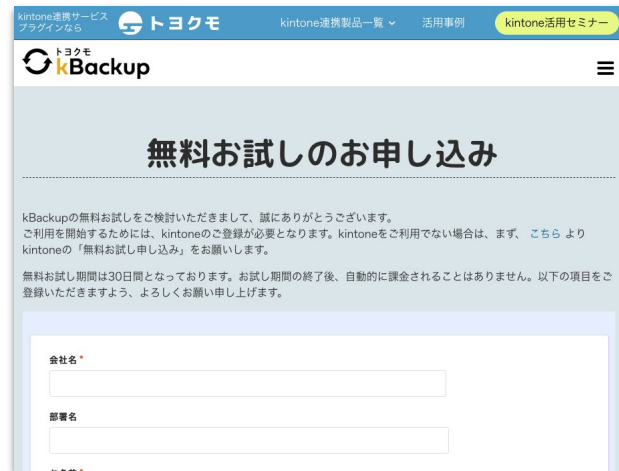 kintone連携サービス
プラグインなら
トヨクモ
kintone連携製品一覧
活用事例
kintone活用セミナー
トヨクモ
kBackup
無料お試しのお申し込み
kBackupの無料お試しをご検討いただきまして、誠にありがとうございます。
ご利用を開始するためには、kintoneのご登録が必要となります。kintoneをご利用でない場合は、まず、 こちら より
kintoneの「無料お試し申し込み」をお願いします。
無料お試し期間は30日間となっております。お試し期間の終了後、自動的に課金されることはありません。以下の項目をご
登録いただきますよう、よろしくお願い申し上げます。
会社名*
部署名